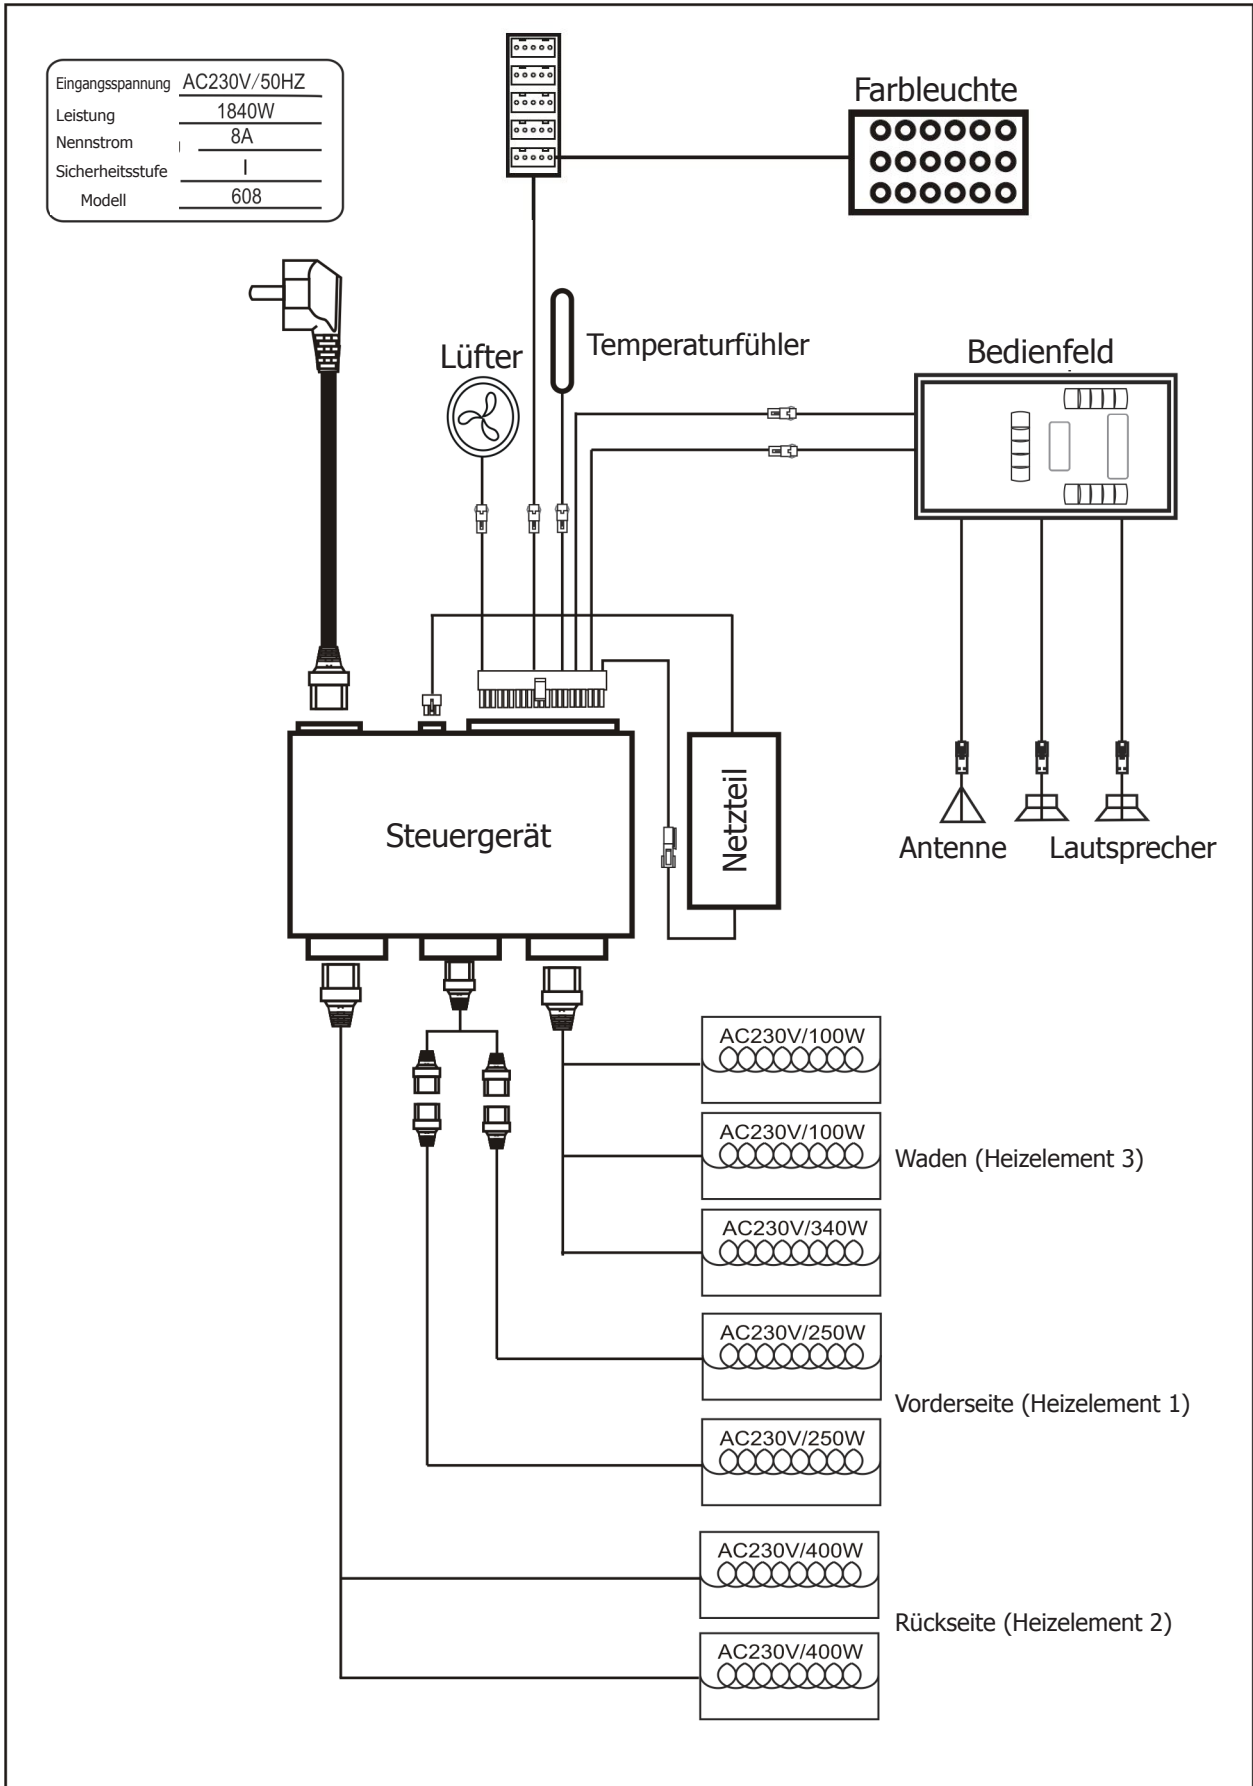 Eingangsspannung AC230V/50HZ
Leistung 1840W
Nennstrom 8A
Sicherheitsstufe I
Modell 608
Farbleuchte
Lüfter
Temperaturfühler
Bedienfeld
Steuergerät
Netzteil
Antenne
Lautsprecher
AC230V/100W
AC230V/100W
Waden (Heizelement 3)
AC230V/340W
AC230V/250W
Vorderseite (Heizelement 1)
AC230V/250W
AC230V/400W
Rückseite (Heizelement 2)
AC230V/400W